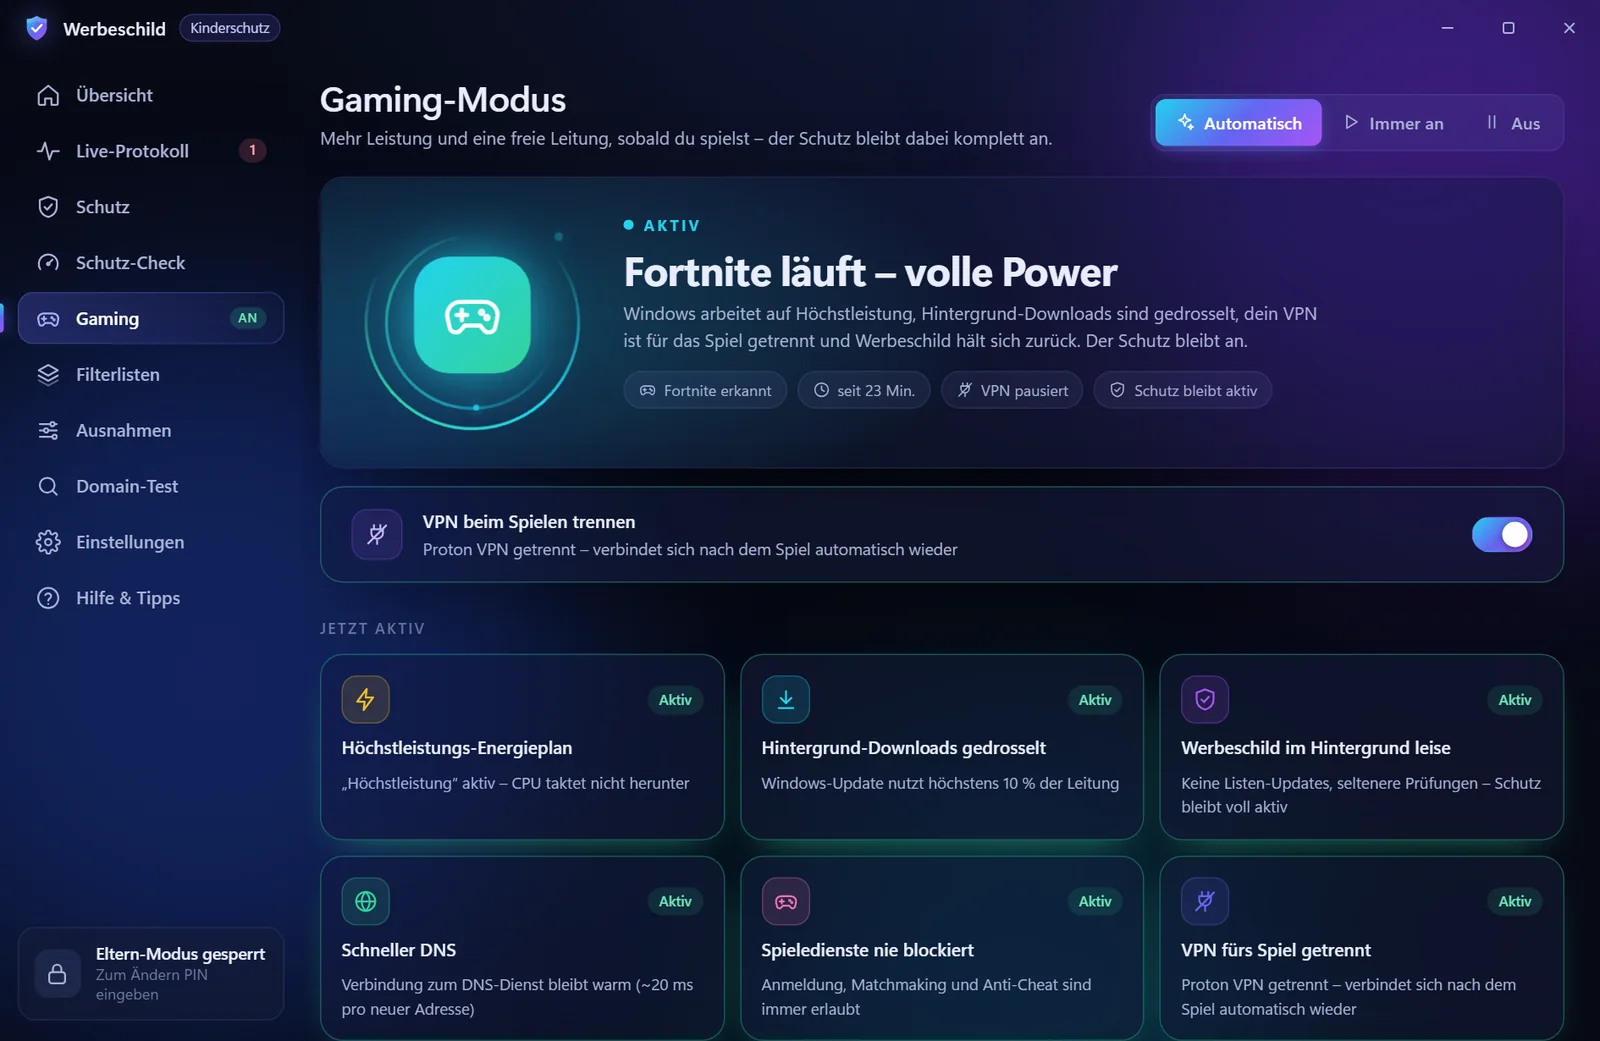 Werbeschild
Kinderschutz
Übersicht
Live-Protokoll
1
Schutz
Schutz-Check
Gaming
AN
Filterlisten
Ausnahmen
Domain-Test
Einstellungen
Hilfe & Tipps
Eltern-Modus gesperrt
Zum Ändern PIN
eingeben
Gaming-Modus
Mehr Leistung und eine freie Leitung, sobald du spielst – der Schutz bleibt dabei komplett an.
Automatisch
Immer an
Aus
AKTIV
Fortnite läuft – volle Power
Windows arbeitet auf Höchstleistung, Hintergrund-Downloads sind gedrosselt, dein VPN
ist für das Spiel getrennt und Werbeschild hält sich zurück. Der Schutz bleibt an.
Fortnite erkannt
seit 23 Min.
VPN pausiert
Schutz bleibt aktiv
VPN beim Spielen trennen
Proton VPN getrennt – verbindet sich nach dem Spiel automatisch wieder
JETZT AKTIV
Aktiv
Höchstleistungs-Energieplan
„Höchstleistung“ aktiv – CPU taktet nicht herunter
Aktiv
Hintergrund-Downloads gedrosselt
Windows-Update nutzt höchstens 10 % der Leitung
Aktiv
Werbeschild im Hintergrund leise
Keine Listen-Updates, seltenere Prüfungen – Schutz
bleibt voll aktiv
Aktiv
Schneller DNS
Verbindung zum DNS-Dienst bleibt warm (~20 ms
pro neuer Adresse)
Aktiv
Spieledienste nie blockiert
Anmeldung, Matchmaking und Anti-Cheat sind
immer erlaubt
Aktiv
VPN fürs Spiel getrennt
Proton VPN getrennt – verbindet sich nach dem
Spiel automatisch wieder